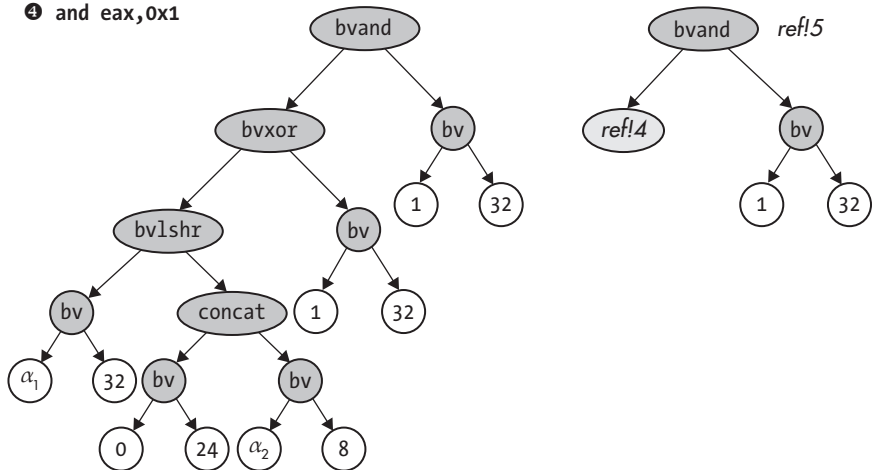 ❹ and eax,0x1
bvand
bvand ref!5
bvxor bv
ref!4 bv
1 32
1 32
bvlshr bv
bv concat 1 32
α₁ 32 bv bv
0 24 α₂ 8